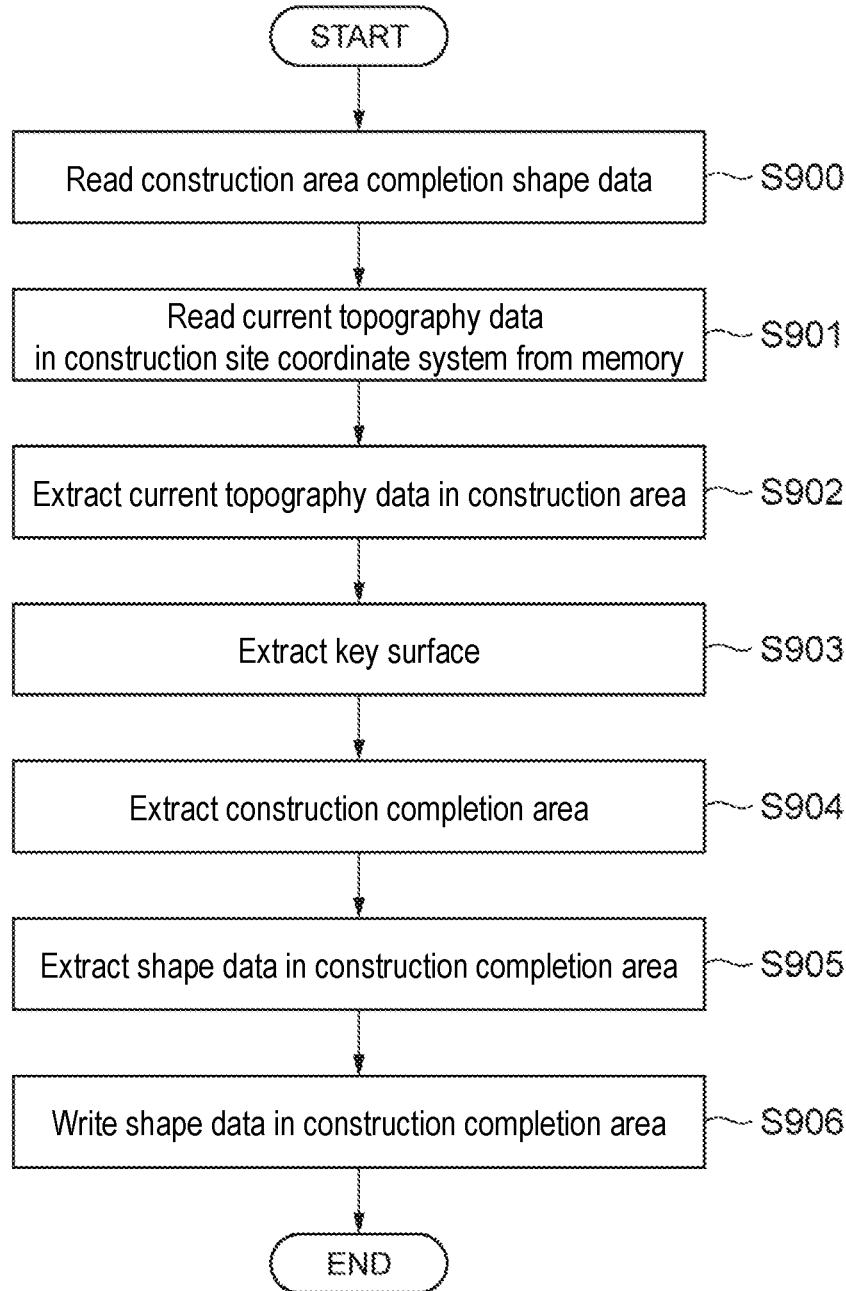 START
Read construction area completion shape data
S900
Read current topography data
in construction site coordinate system from memory
S901
Extract current topography data in construction area
S902
Extract key surface
S903
Extract construction completion area
S904
Extract shape data in construction completion area
S905
Write shape data in construction completion area
S906
END